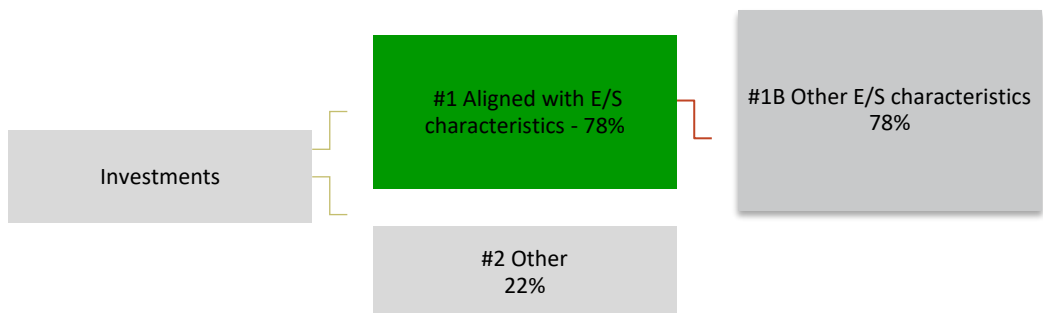 Investments
#1 Aligned with E/S
characteristics - 78%
#1B Other E/S characteristics
78%
#2 Other
22%